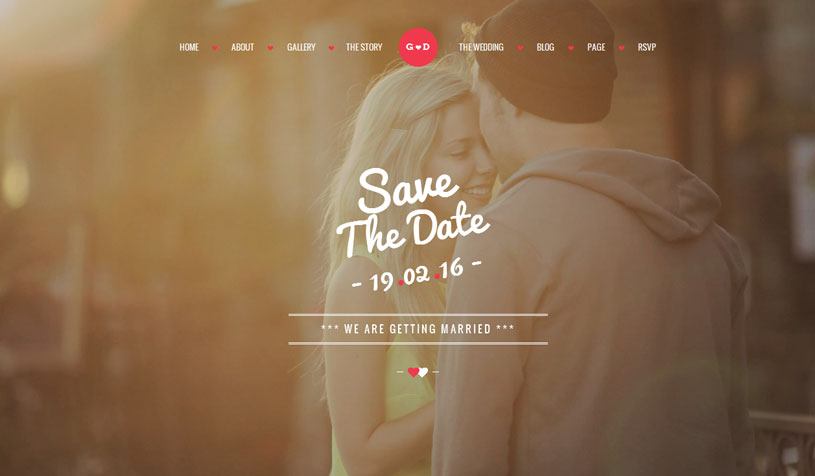 HOME ABOUT GALLERY THE STORY G D THE WEDDING BLOG PAGE RSVP
Save
The Date
- 19.02.16 -
*** WE ARE GETTING MARRIED ***